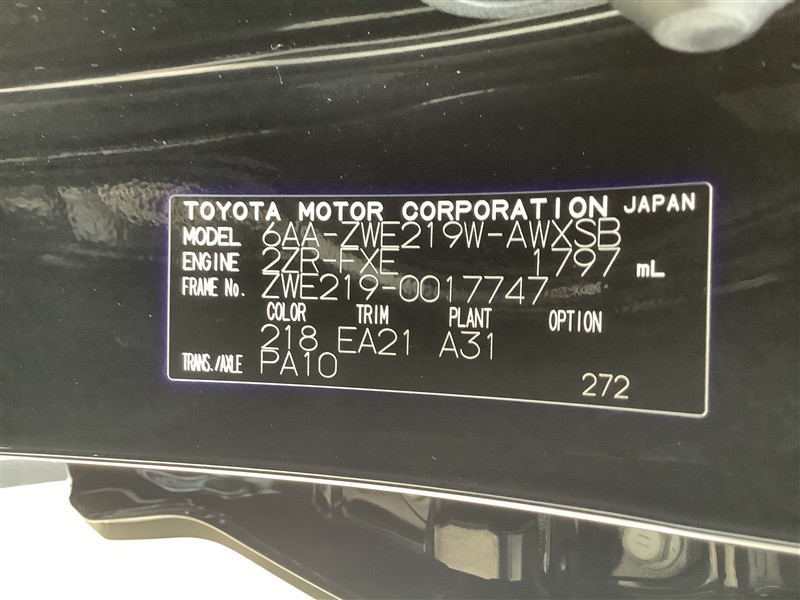 TOYOTA MOTOR CORPORATION JAPAN
MODEL 6AA-ZWE219W-AWXSB
ENGINE 2ZR-FXE 1797 mL
FRAME No. ZWE219-0017747
COLOR TRIM PLANT OPTION
218 EA21 A31
TRANS./AXLE PA10
272